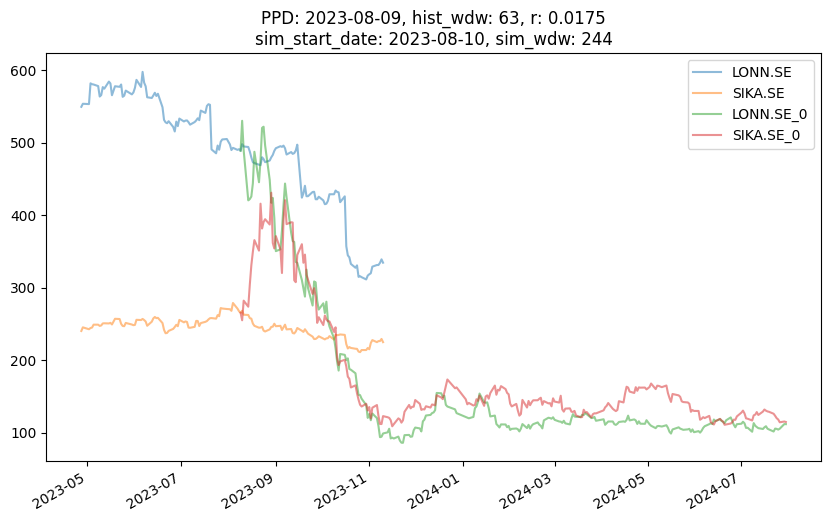 PPD: 2023-08-09, hist_wdw: 63, r: 0.0175
sim_start_date: 2023-08-10, sim_wdw: 244
LONN.SE
SIKA.SE
LONN.SE_0
SIKA.SE_0
600
500
400
300
200
100
2023-05
2023-07
2023-09
2023-11
2024-01
2024-03
2024-05
2024-07